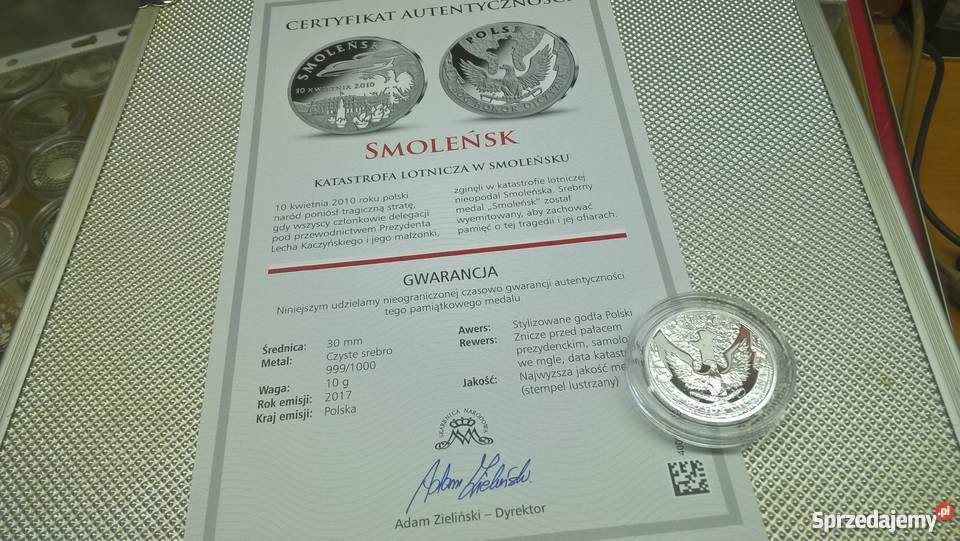 CERTYFIKAT AUTENTYCZNOŚC
SMOLEŃSK
10 KWIETNIA 2010
POLSKA
HONOR
SMOLEŃSK
KATASTROFA LOTNICZA W SMOLEŃSKU
10 kwietnia 2010 roku polski
naród poniósł tragiczną stratę,
gdy wszyscy członkowie delegacji
pod przewodnictwem Prezydenta
Lecha Kaczyńskiego i jego małżonki,
zginęli w katastrofie lotniczej
nieopodal Smoleńska. Srebrny
medal „Smoleńsk” został
wyemitowany, aby zachować
pamięć o tej tragedii i jej ofiarach.
GWARANCJA
Niniejszym udzielamy nieograniczonej czasowo gwarancji autentyczności
tego pamiątkowego medalu
Średnica: 30 mm
Metal: Czyste srebro
999/1000
Waga: 10 g
Rok emisji: 2017
Kraj emisji: Polska
Awers: Stylizowane godła Polski
Rewers: Znicze przed pałacem
prezydenckim, samolo
we mgle, data katast
Jakość: Najwyższa jakość me
(stempel lustrzany)
SKARBNICA NARODOWA
Adam Zieliński
Adam Zieliński – Dyrektor
Sprzedajemy.pl